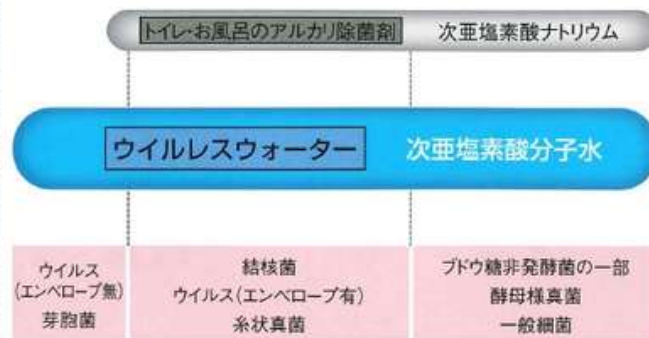 トイレ・お風呂のアルカリ除菌剤 次亜塩素酸ナトリウム
ウイルレスウォーター 次亜塩素酸分子水
ウイルス
(エンベロープ無)
芽胞菌
結核菌
ウイルス(エンベロープ有)
糸状真菌
ブドウ糖非発酵菌の一部
酵母様真菌
一般細菌